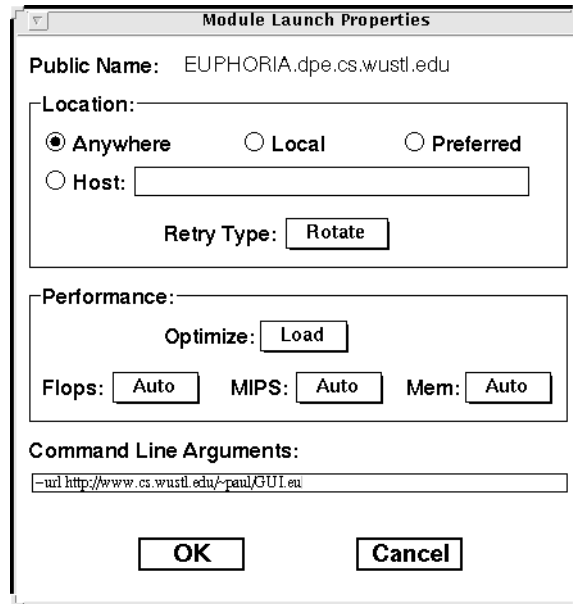 Module Launch Properties
Public Name: EUPHORIA.dpe.cs.wustl.edu
Location:
Anywhere Local Preferred
Host:
Retry Type: Rotate
Performance:
Optimize: Load
Flops: Auto MIPS: Auto Mem: Auto
Command Line Arguments:
-url http://www.cs.wustl.edu/~paul/GUI.eu
OK Cancel